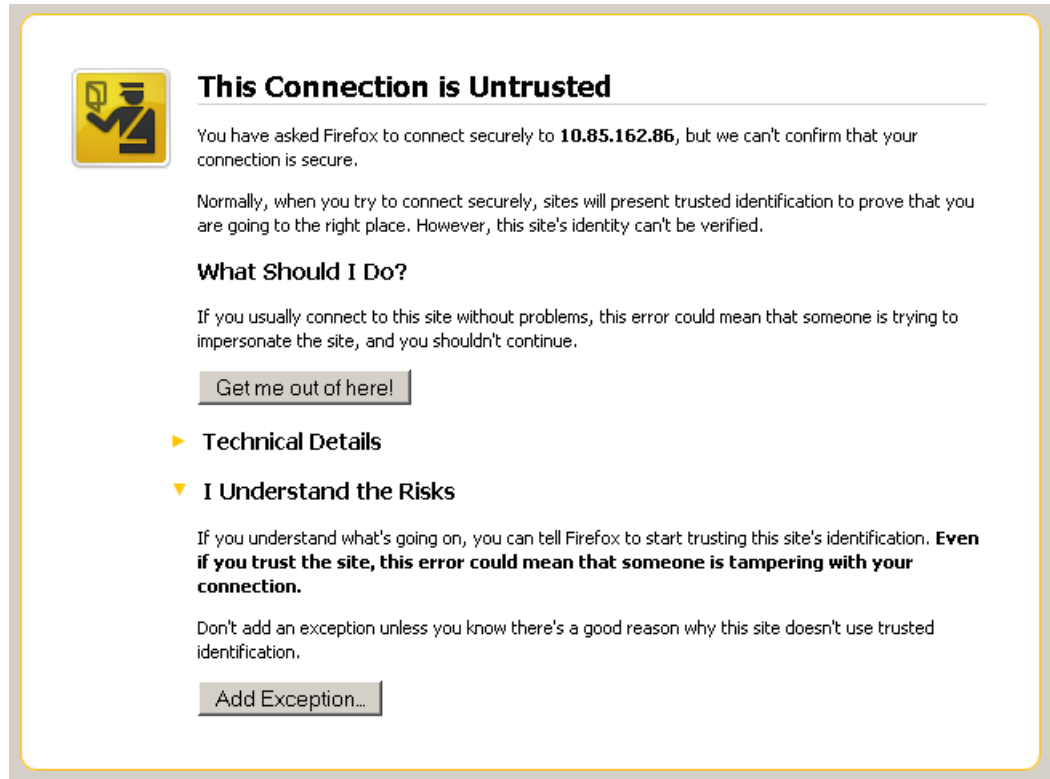 This Connection is Untrusted
You have asked Firefox to connect securely to 10.85.162.86, but we can't confirm that your
connection is secure.
Normally, when you try to connect securely, sites will present trusted identification to prove that you
are going to the right place. However, this site's identity can't be verified.
What Should I Do?
If you usually connect to this site without problems, this error could mean that someone is trying to
impersonate the site, and you shouldn't continue.
Get me out of here!
Technical Details
I Understand the Risks
If you understand what's going on, you can tell Firefox to start trusting this site's identification. Even
if you trust the site, this error could mean that someone is tampering with your
connection.
Don't add an exception unless you know there's a good reason why this site doesn't use trusted
identification.
Add Exception…